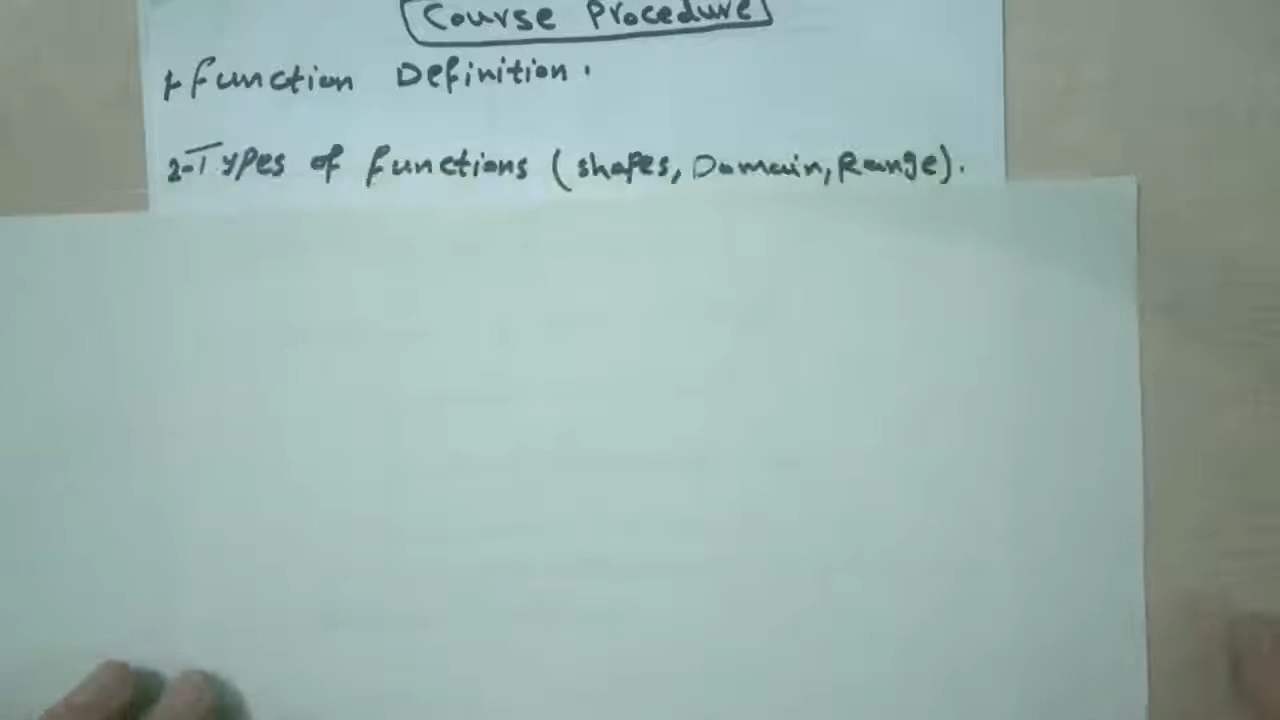 Course Procedure
1- Function Definition.
2-Types of functions (shapes, Domain, Range).